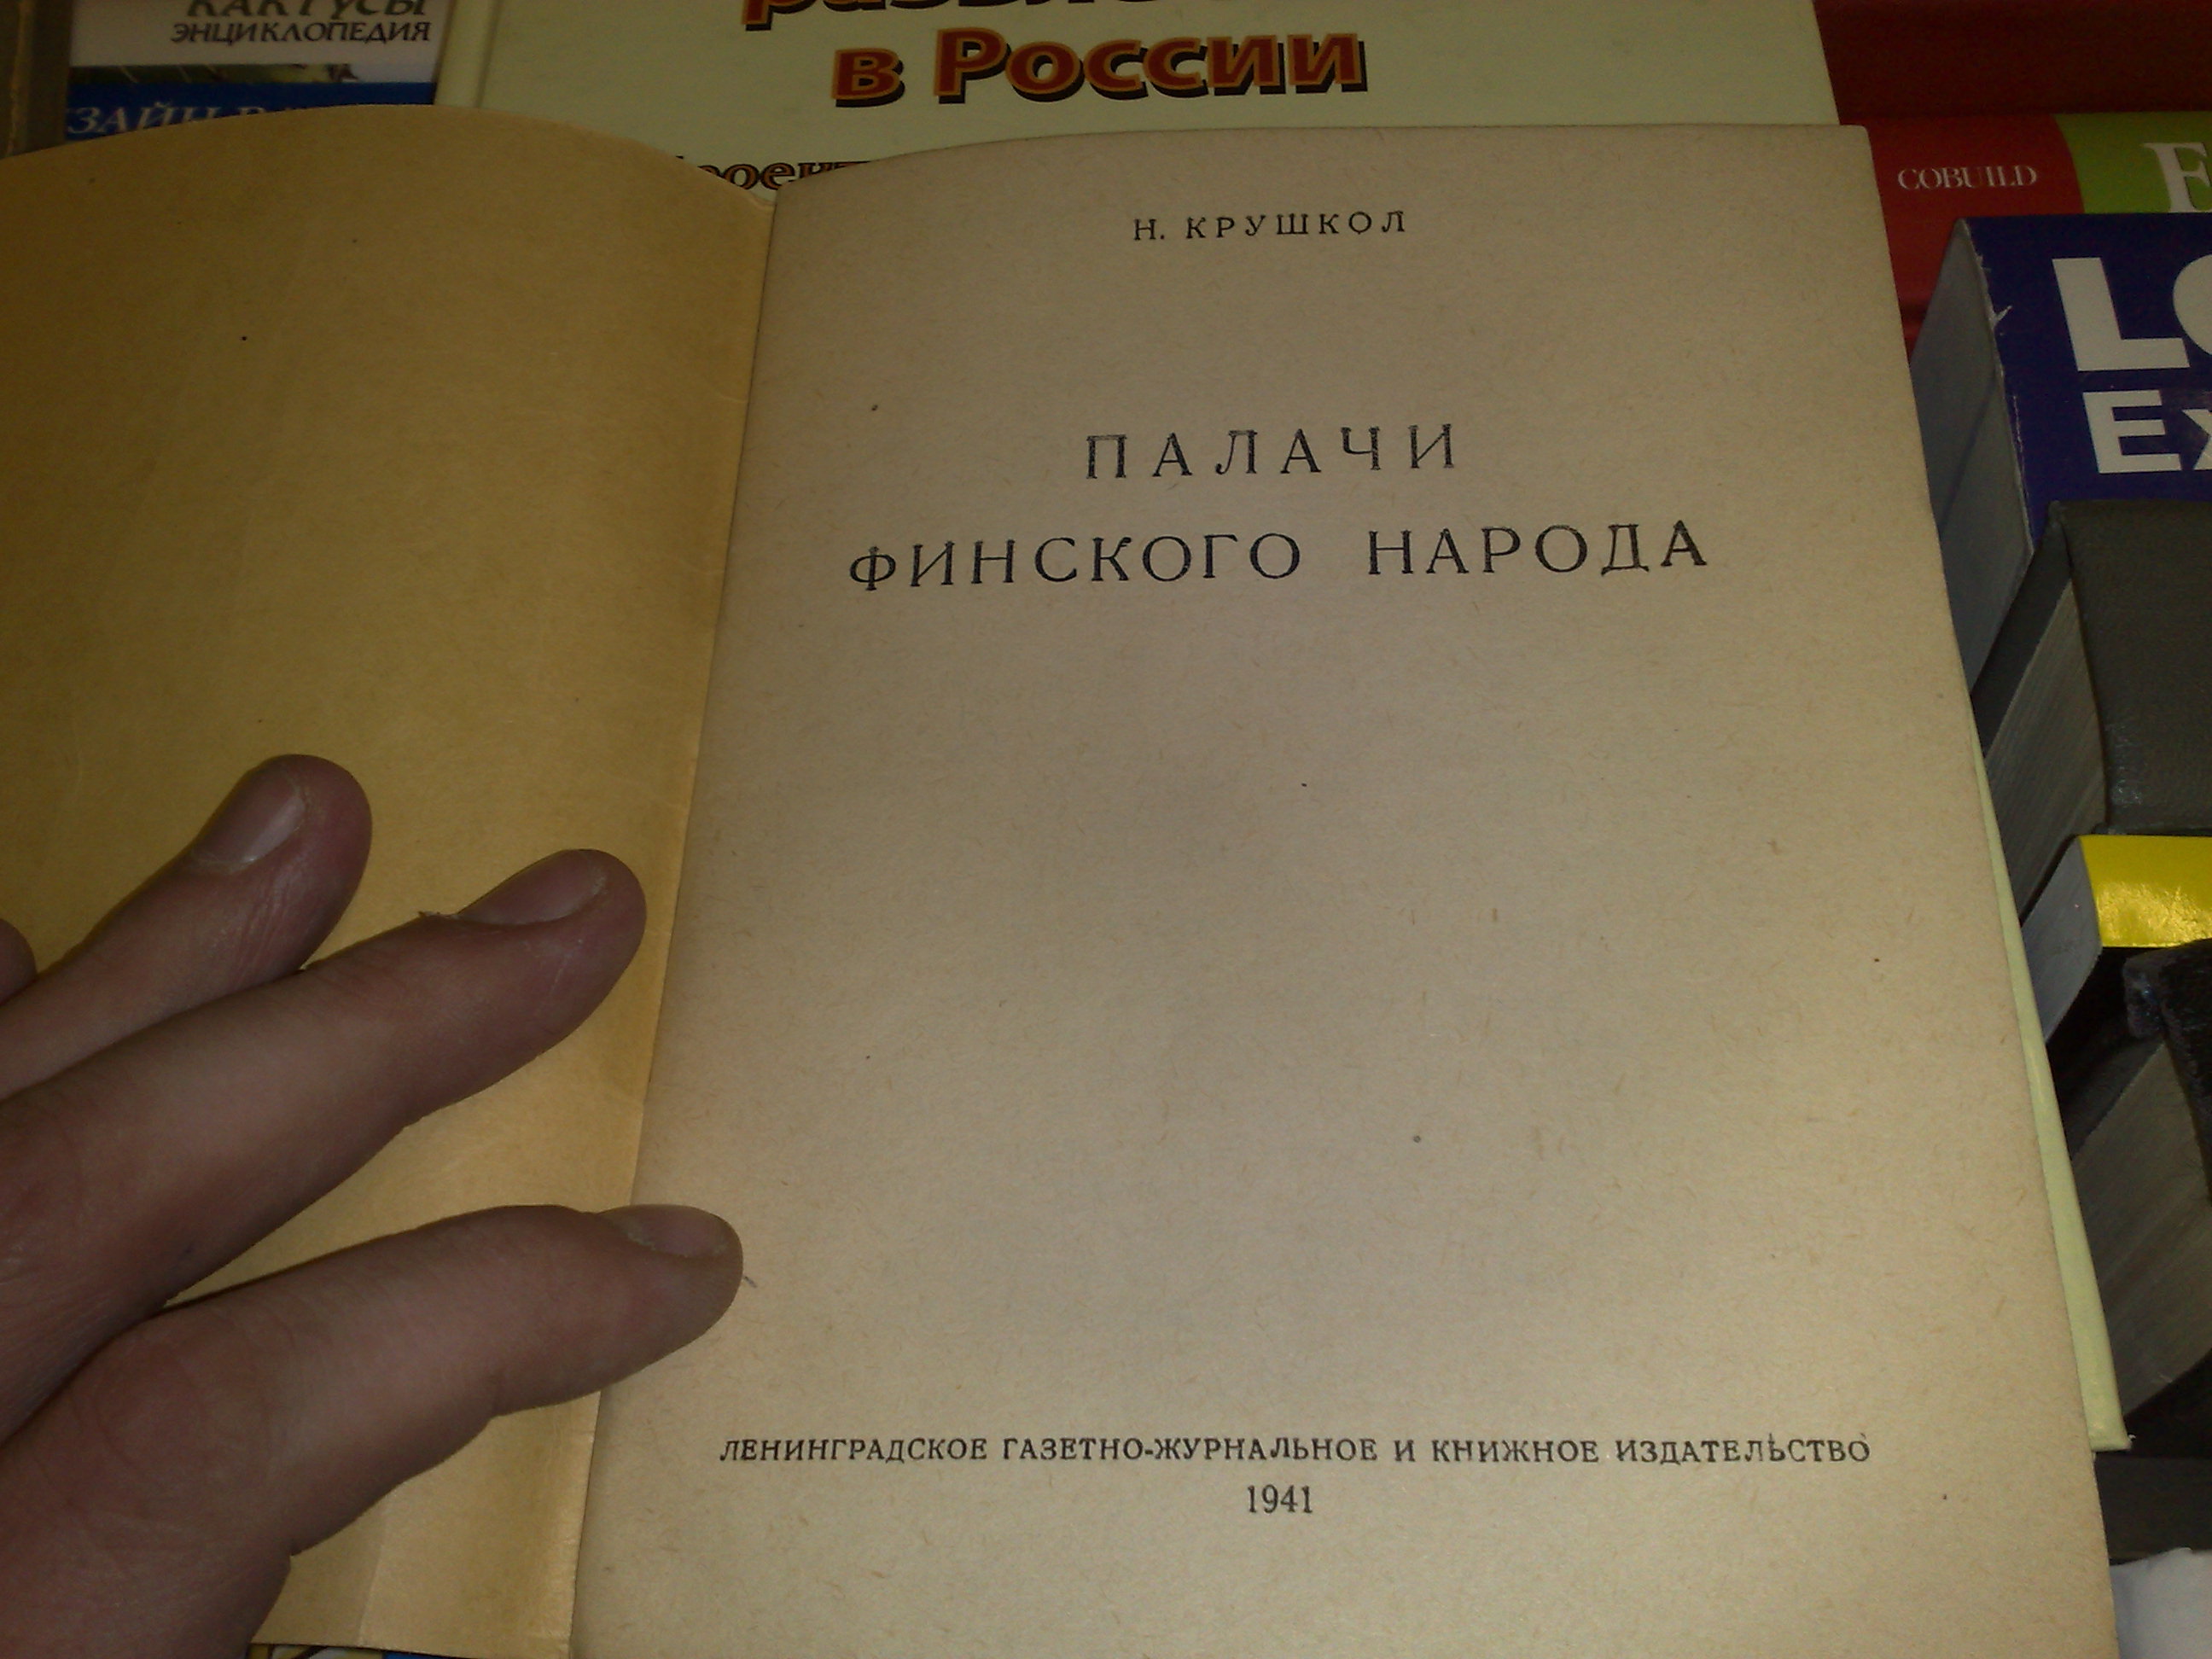 КАКТУСЫ
ЭНЦИКЛОПЕДИЯ
в России
COBUILD
Н. КРУШКОЛ
ПАЛАЧИ
ФИНСКОГО НАРОДА
ЛЕНИНГРАДСКОЕ ГАЗЕТНО-ЖУРНАЛЬНОЕ И КНИЖНОЕ ИЗДАТЕЛЬСТВО
1941